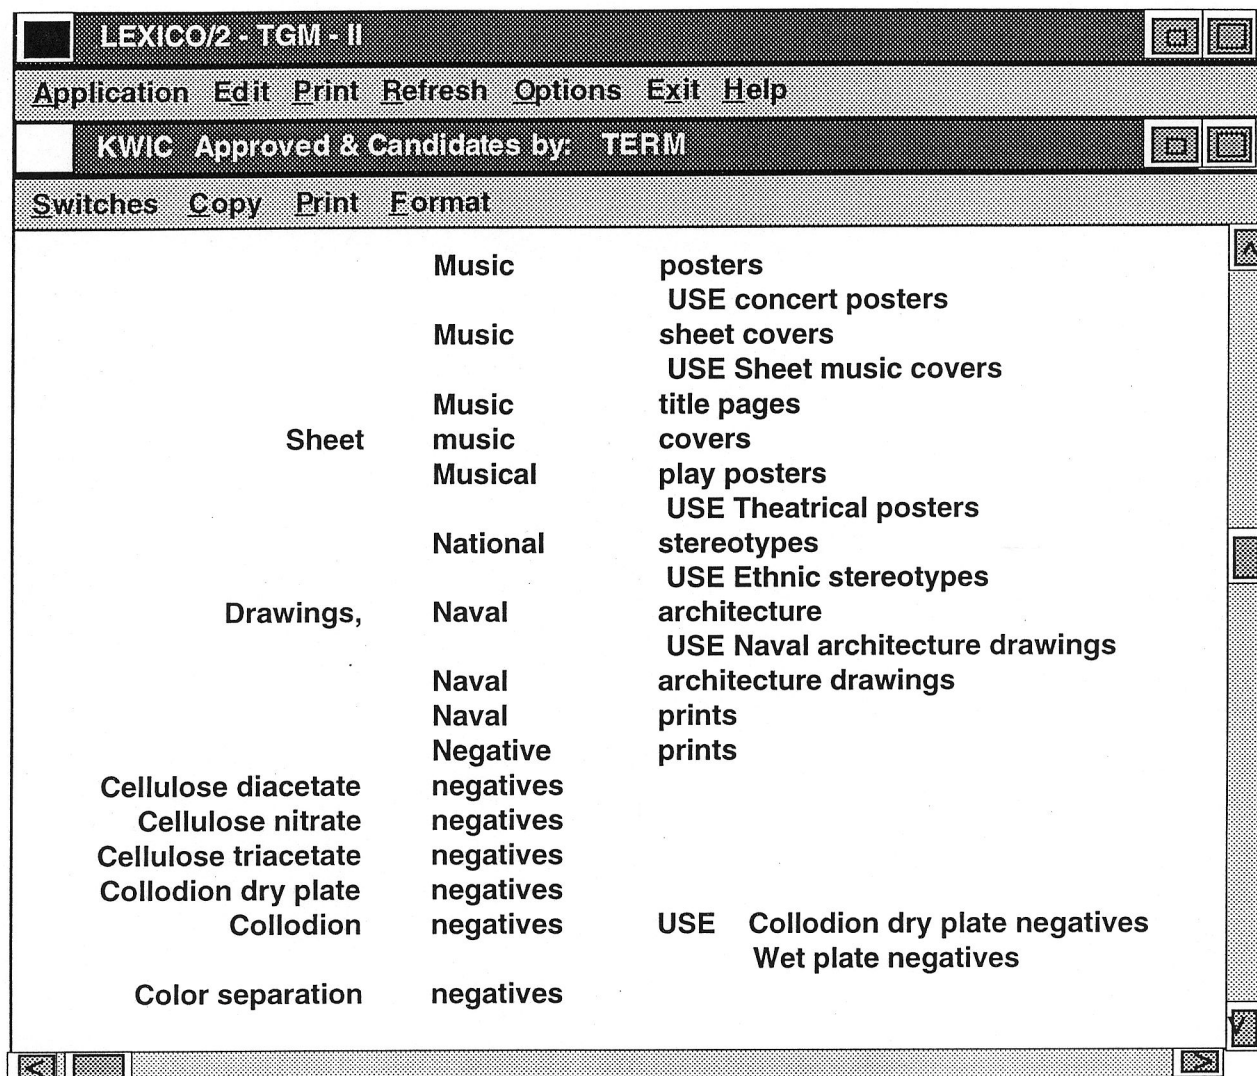 LEXICO/2 - TGM - II
Application Edit Print Refresh Options Exit Help
KWIC Approved & Candidates by: TERM
Switches Copy Print Format
Music posters
USE concert posters
Music sheet covers
USE Sheet music covers
Music title pages
Sheet music covers
Musical play posters
USE Theatrical posters
National stereotypes
USE Ethnic stereotypes
Drawings, Naval architecture
USE Naval architecture drawings
Naval architecture drawings
Naval prints
Negative prints
Cellulose diacetate negatives
Cellulose nitrate negatives
Cellulose triacetate negatives
Collodion dry plate negatives
Collodion negatives USE Collodion dry plate negatives
Wet plate negatives
Color separation negatives